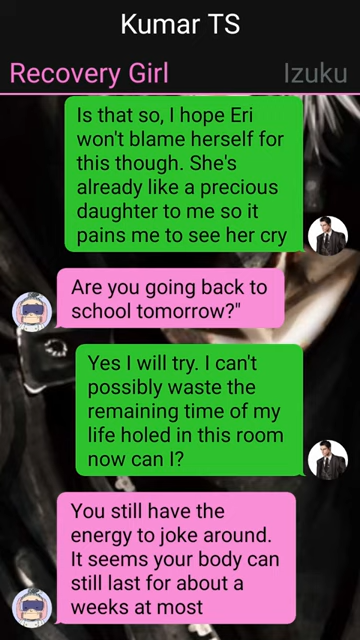 Kumar TS
Recovery Girl
Izuku
Is that so, I hope Eri
won't blame herself for
this though. She's
already like a precious
daughter to me so it
pains me to see her cry
Are you going back to
school tomorrow?"
Yes I will try. I can't
possibly waste the
remaining time of my
life holed in this room
now can I?
You still have the
energy to joke around.
It seems your body can
still last for about a
weeks at most